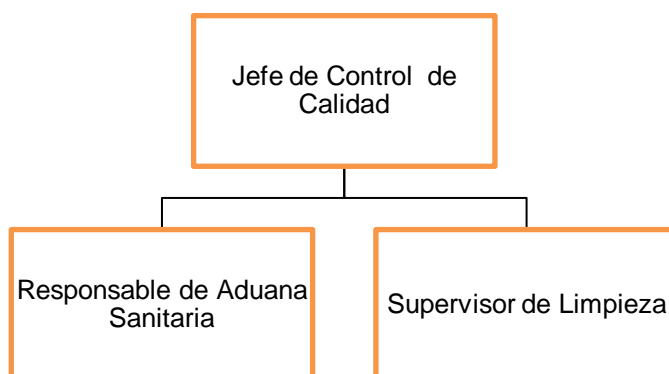 Jefe de Control de
Calidad
Responsable de Aduana
Sanitaria
Supervisor de Limpieza